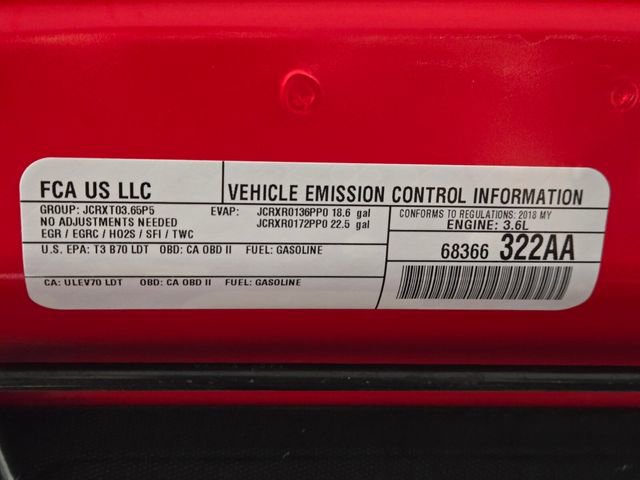 FCA US LLC
VEHICLE EMISSION CONTROL INFORMATION
GROUP: JCRXT03.65P5
NO ADJUSTMENTS NEEDED
EGR / EGRC / HO2S / SFI / TWC
EVAP: JCRXR0136PP0 18.6 gal
JCRXR0172PP0 22.5 gal
CONFORMS TO REGULATIONS: 2018 MY
ENGINE: 3.6L
U.S. EPA: T3 B70 LDT OBD: CA OBD II FUEL: GASOLINE
68366 322AA
CA: ULEV70 LDT OBD: CA OBD II FUEL: GASOLINE